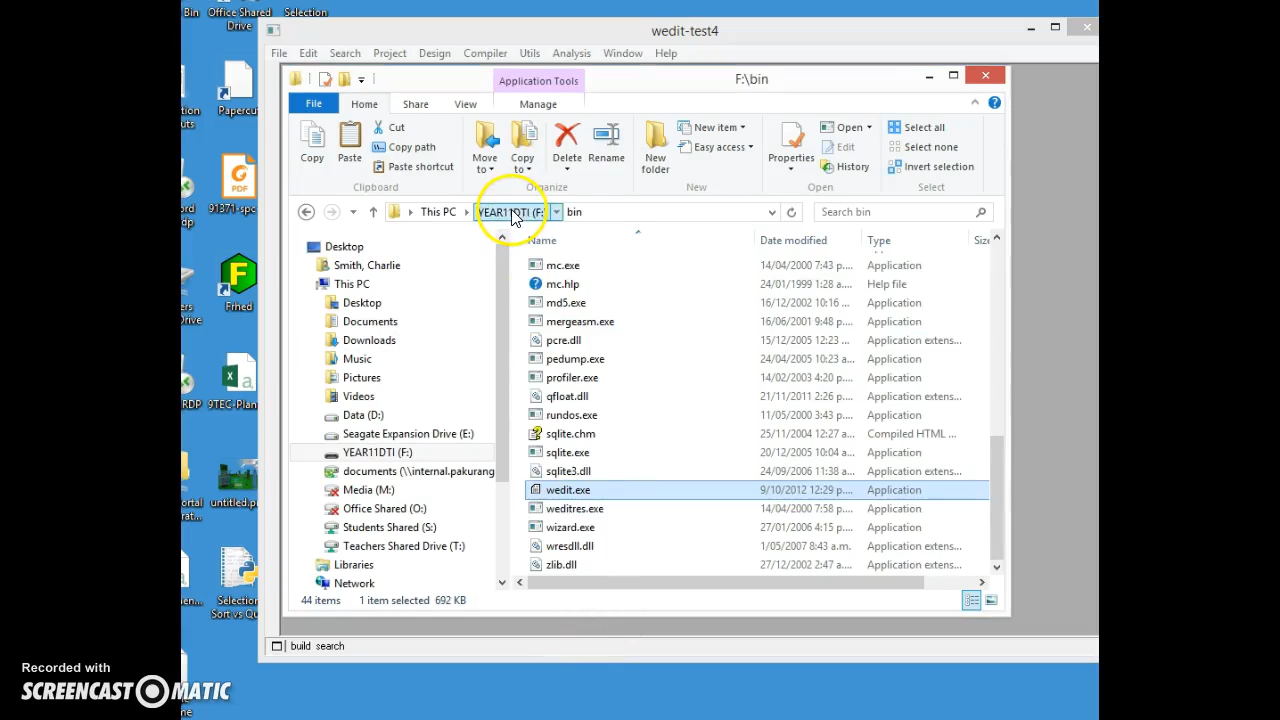 Bin Office Shared Selection
Drive
wedit-test4
File Edit Search Project Design Compiler Utils Analysis Window Help
Application Tools
F:\bin
File Home Share View Manage
Copy
Paste
Cut
Copy path
Paste shortcut
Move to
Copy to
Delete
Rename
New folder
New item
Easy access
Properties
Open
Edit
History
Select all
Select none
Invert selection
Clipboard Organize New Open Select
This PC YEAR11DTI (F: bin Search bin
Name Date modified Type Size
mc.exe 14/04/2000 7:43 p.... Application
mc.hlp 24/01/1999 1:28 a.... Help file
md5.exe 16/12/2002 10:16 ... Application
mergeasm.exe 16/06/2001 9:48 p.... Application
pcre.dll 15/12/2005 12:23 ... Application extens...
pedump.exe 24/04/2005 10:23 a... Application
profiler.exe 14/02/2003 4:20 p.... Application
qfloat.dll 21/11/2011 2:26 p.... Application extens...
rundos.exe 11/05/2000 3:43 p.... Application
sqlite.chm 25/11/2004 12:27 a... Compiled HTML ...
sqlite.exe 20/12/2005 10:04 ... Application
sqlite3.dll 24/09/2006 11:38 a... Application extens...
wedit.exe 9/10/2012 12:29 p.... Application
weditres.exe 14/04/2000 7:58 p.... Application
wizard.exe 27/01/2006 4:15 p.... Application
wresdll.dll 1/05/2007 8:43 a.m. Application extens...
zlib.dll 27/12/2002 2:47 a.... Application extens...
Desktop
Smith, Charlie
This PC
Desktop
Documents
Downloads
Music
Pictures
Videos
Data (D:)
Seagate Expansion Drive (E:)
YEAR11DTI (F:)
documents (\\internal.pakurang
Media (M:)
Office Shared (O:)
Students Shared (S:)
Teachers Shared Drive (T:)
Libraries
Network
44 items 1 item selected 692 KB
build search
Papercut
PDF
91371-spc
Frhed
9TEC-Plan
untitled.pn
Selection
Sort vs Qu
Recorded with
SCREENCAST MATIC